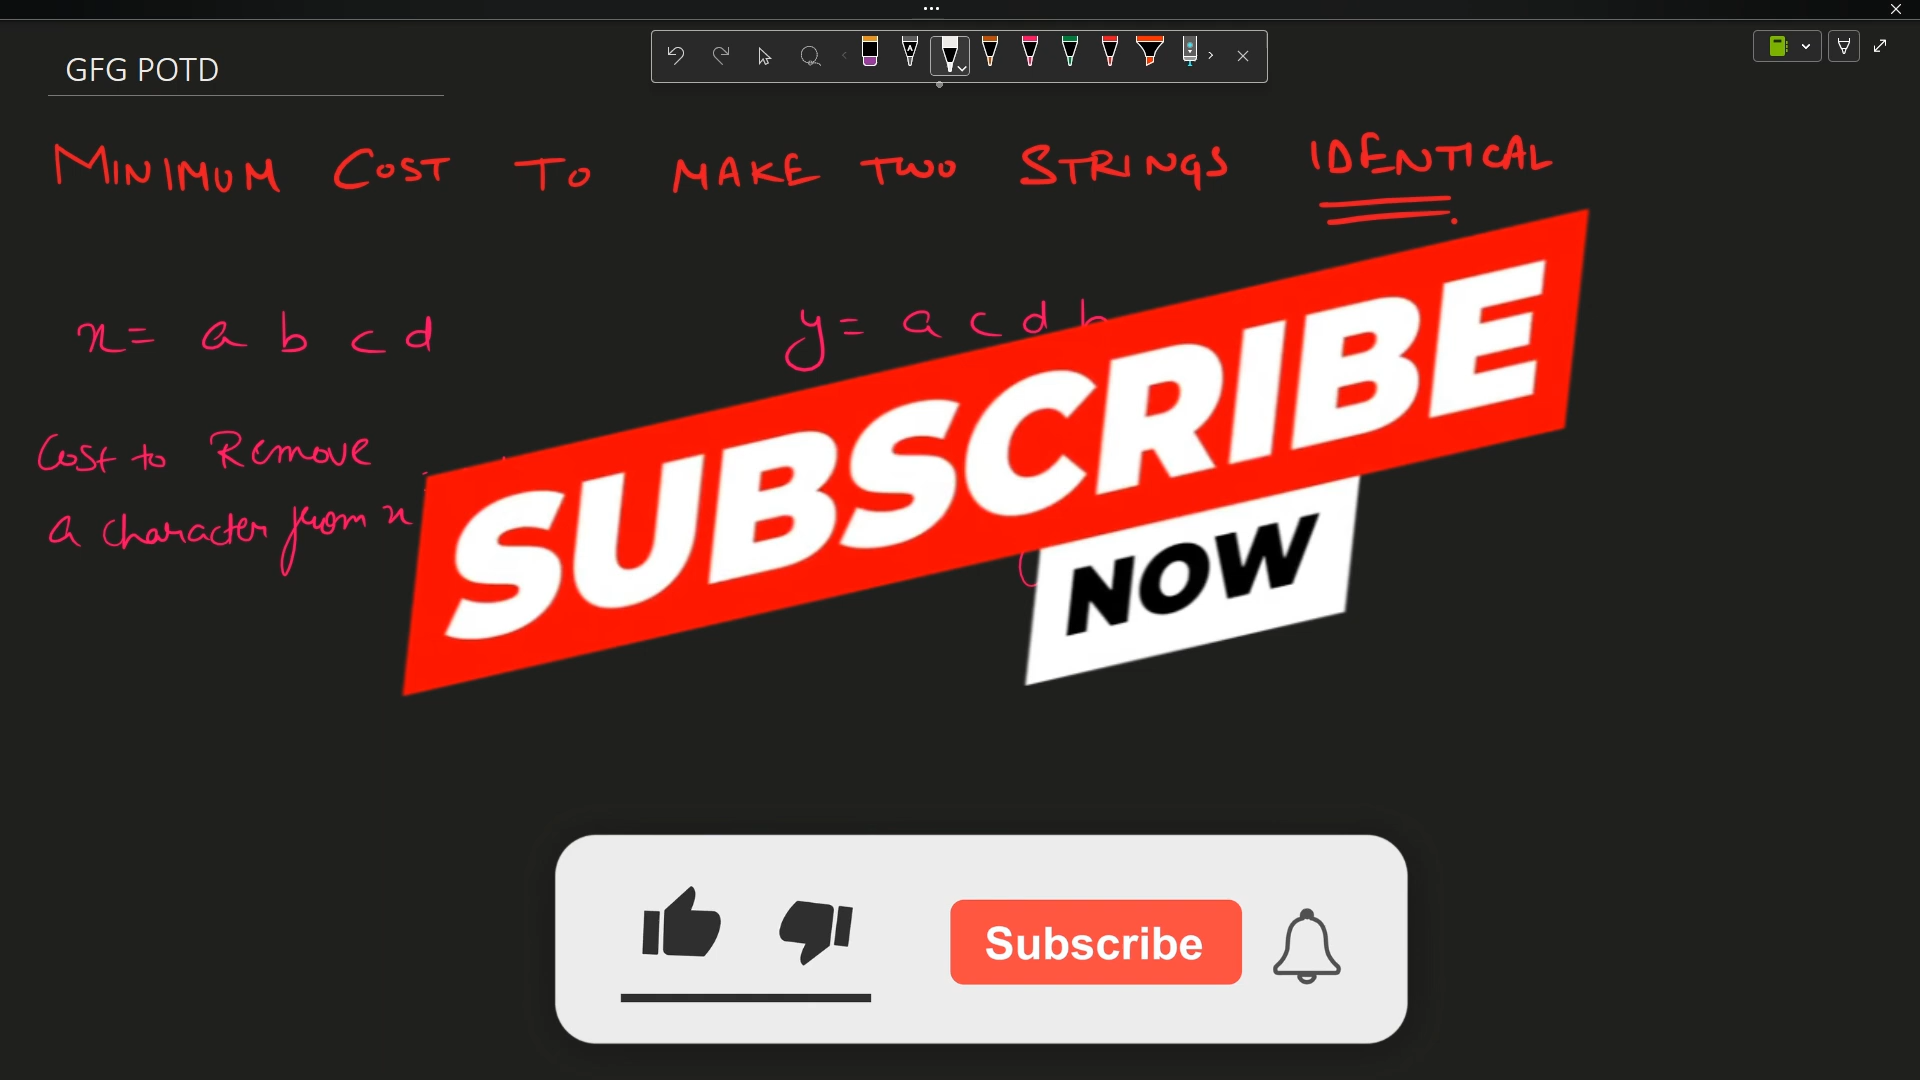 GFG POTD
MINIMUM COST TO MAKE TWO STRINGS IDENTICAL
x= a b c d
y= a c d b
Cost to Remove
a character from x
SUBSCRIBE
NOW
Subscribe